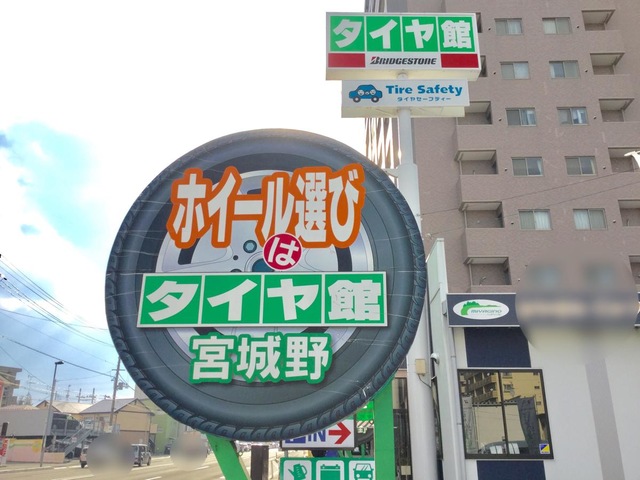 タイヤ館
BRIDGESTONE
Tire Safety
タイヤセーフティー
ホイール選び
は
タイヤ館
宮城野
IN